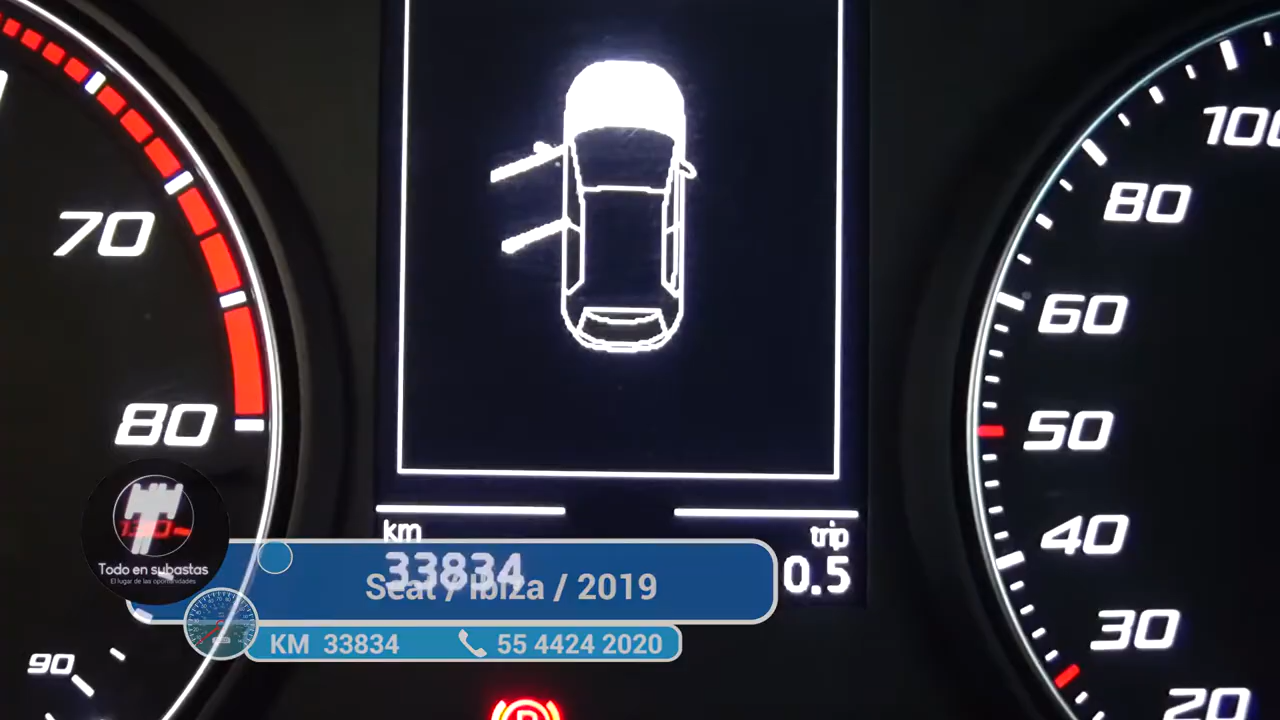 70
80
90
130
km
33834
trip
0.5
100
80
60
50
40
30
20
Todo en subastas
El lugar de las oportunidades
Seat / Ibiza / 2019
KM 33834
55 4424 2020